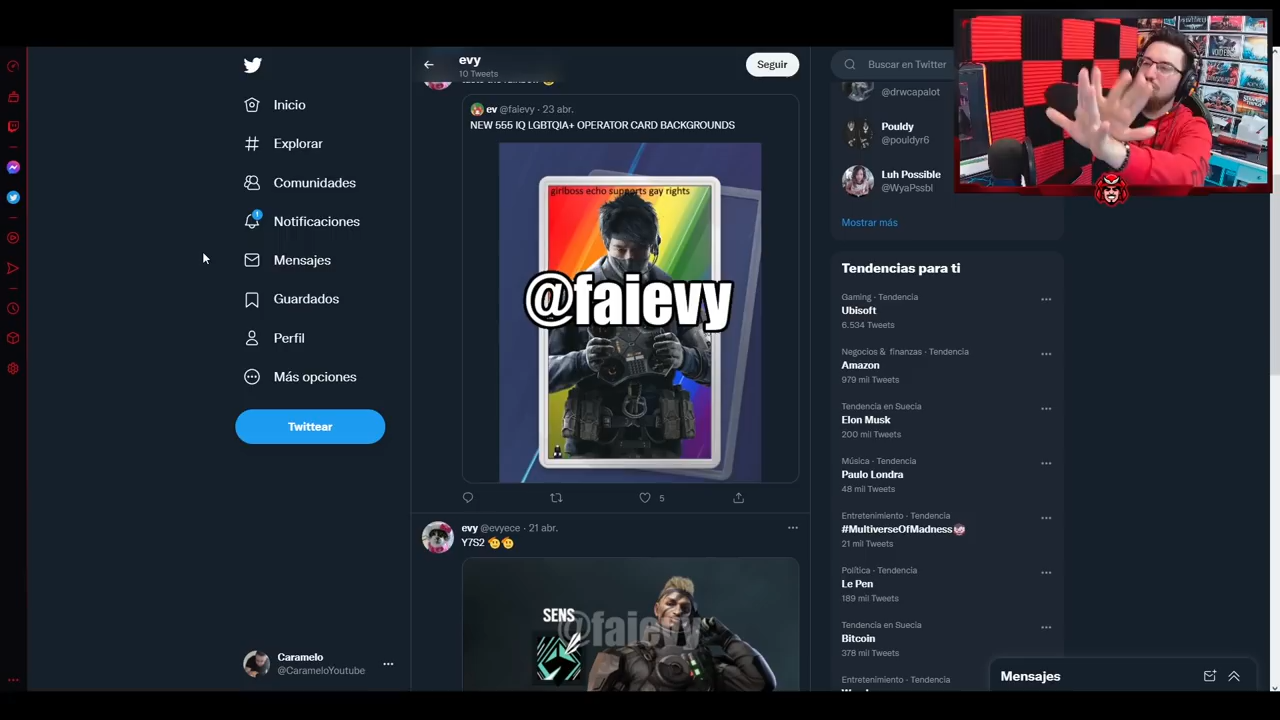 Inicio
Explorar
Comunidades
1
Notificaciones
Mensajes
Guardados
Perfil
Más opciones
Twittear
Caramelo
@CarameloYoutube
evy
10 Tweets
Seguir
ev @faievy · 23 abr.
NEW 555 IQ LGBTQIA+ OPERATOR CARD BACKGROUNDS
girlboss echo supports gay rights
@faievy
5
evy @evyece · 21 abr.
Y7S2
SENS
@faievy
Buscar en Twitter
@drwcapalot
Pouldy
@pouldyr6
Luh Possible
@WyaPssbl
Mostrar más
Tendencias para ti
Gaming · Tendencia
Ubisoft
6.534 Tweets
Negocios & finanzas · Tendencia
Amazon
979 mil Tweets
Tendencia en Suecia
Elon Musk
200 mil Tweets
Música · Tendencia
Paulo Londra
48 mil Tweets
Entretenimiento · Tendencia
#MultiverseOfMadness
21 mil Tweets
Política · Tendencia
Le Pen
189 mil Tweets
Tendencia en Suecia
Bitcoin
378 mil Tweets
Entretenimiento · Tendencia
Mensajes